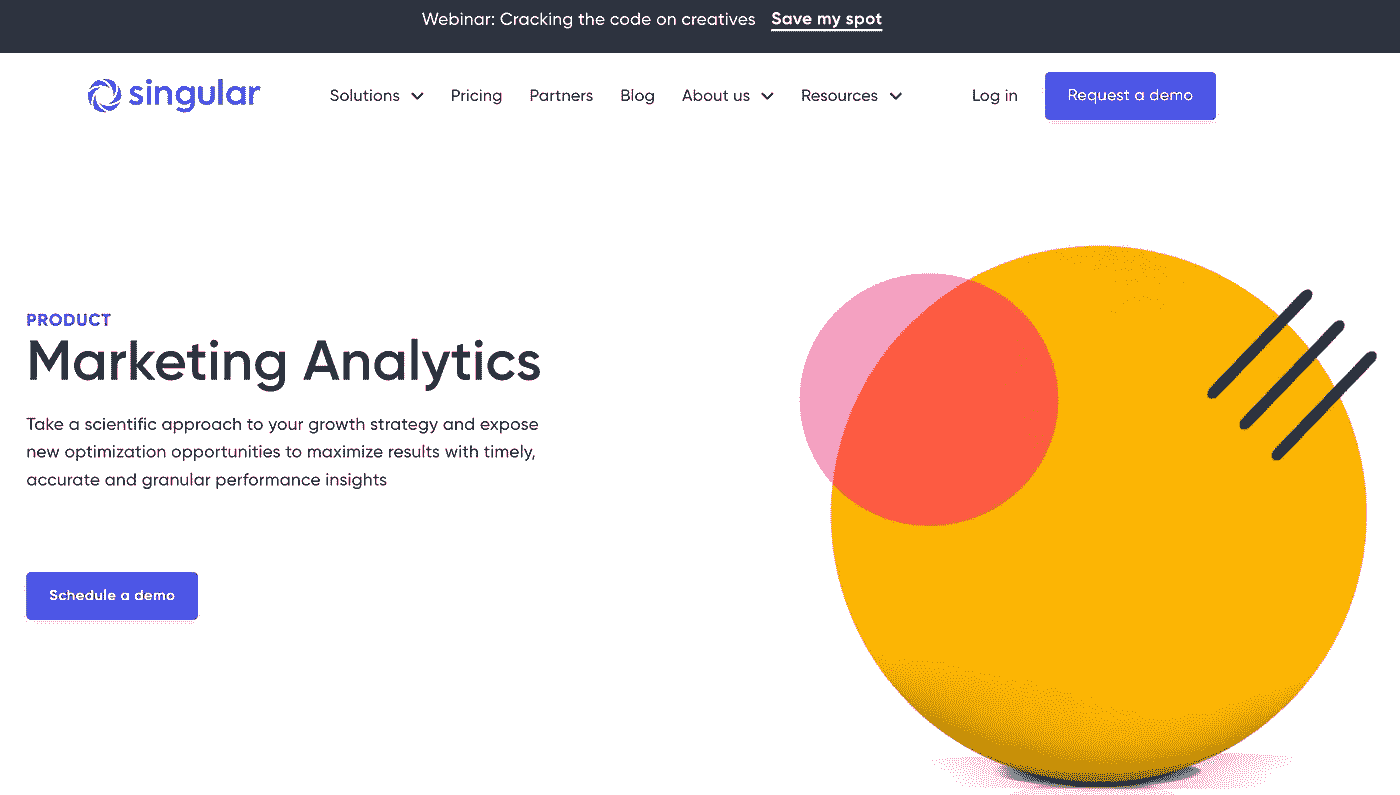 Webinar: Cracking the code on creatives Save my spot
singular Solutions Pricing Partners Blog About us Resources Log in Request a demo
PRODUCT
Marketing Analytics
Take a scientific approach to your growth strategy and expose
new optimization opportunities to maximize results with timely,
accurate and granular performance insights
Schedule a demo